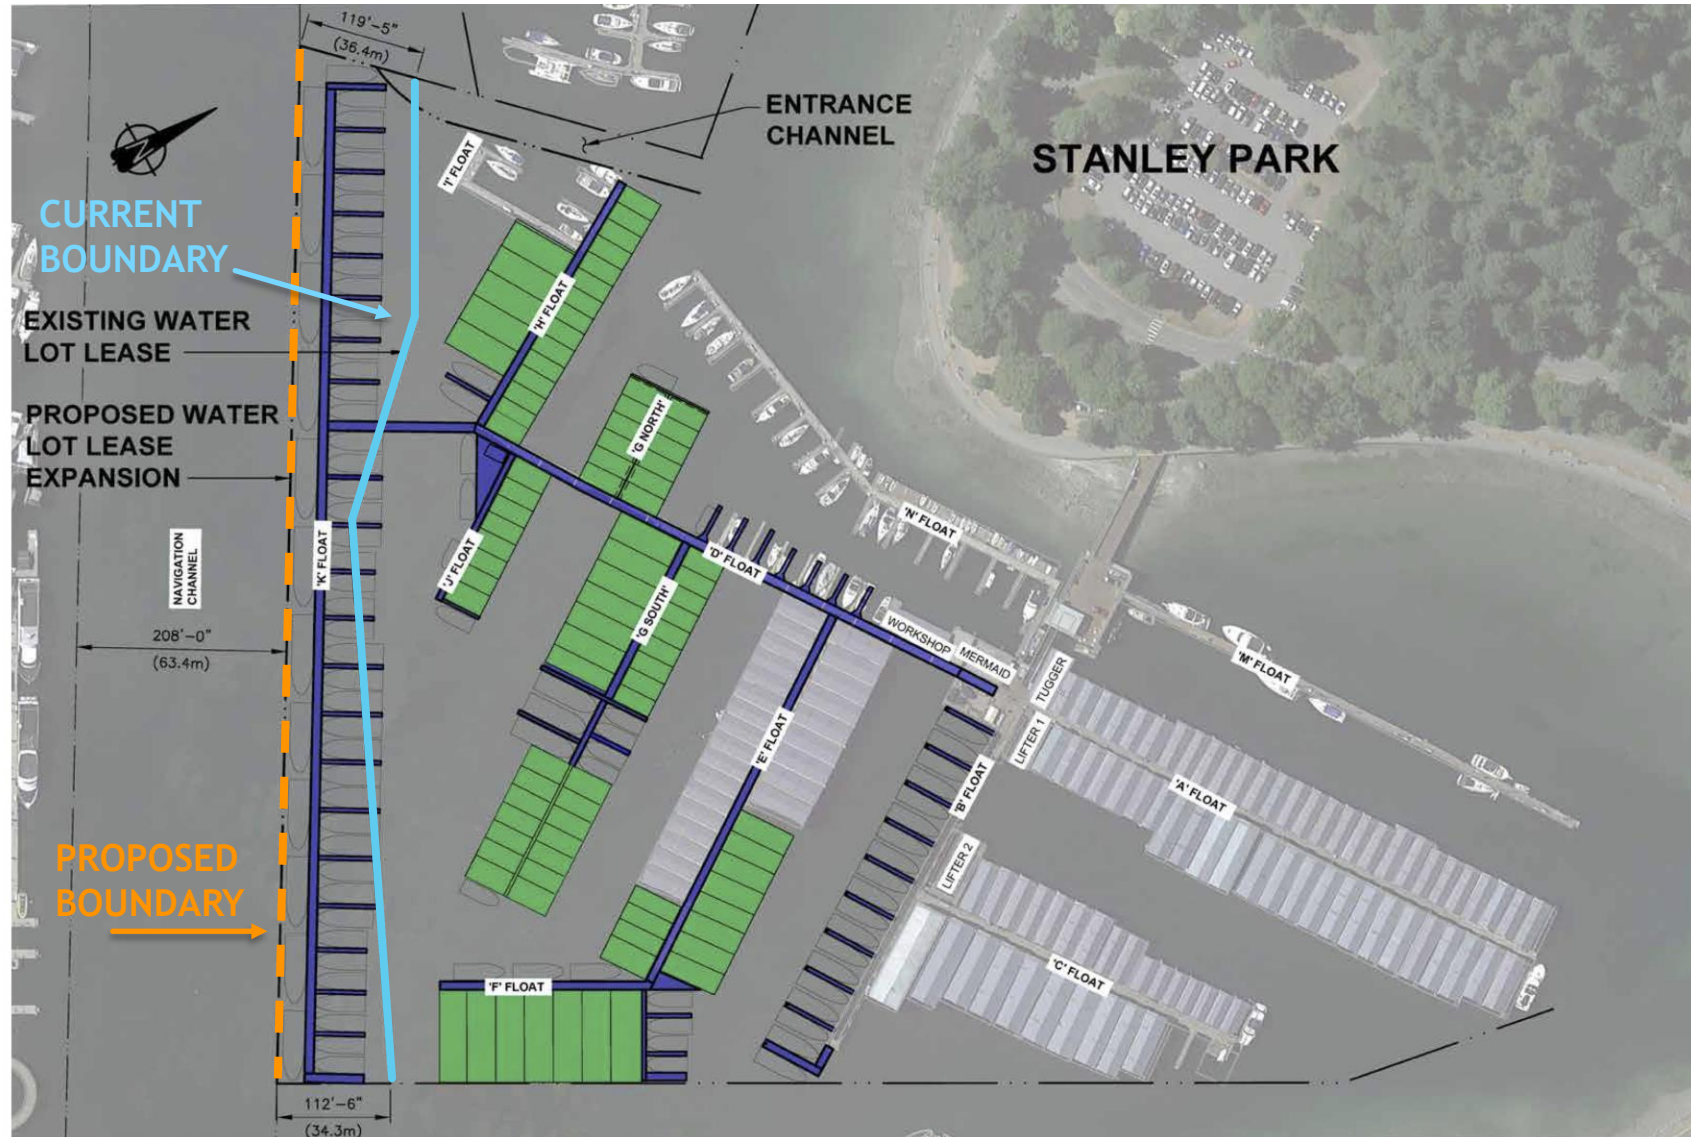 119'-5"
(36.4m)
ENTRANCE
CHANNEL
STANLEY PARK
'I' FLOAT
N
CURRENT
BOUNDARY
'H' FLOAT
EXISTING WATER
LOT LEASE
PROPOSED WATER
LOT LEASE
EXPANSION
'G NORTH'
'N' FLOAT
NAVIGATION
CHANNEL
'K' FLOAT
'J' FLOAT
'D' FLOAT
'G SOUTH'
208'-0"
(63.4m)
WORKSHOP
MERMAID
TUGGER
'M' FLOAT
LIFTER 1
'E' FLOAT
'B' FLOAT
'A' FLOAT
PROPOSED
BOUNDARY
LIFTER 2
'C' FLOAT
'F' FLOAT
112'-6"
(34.3m)